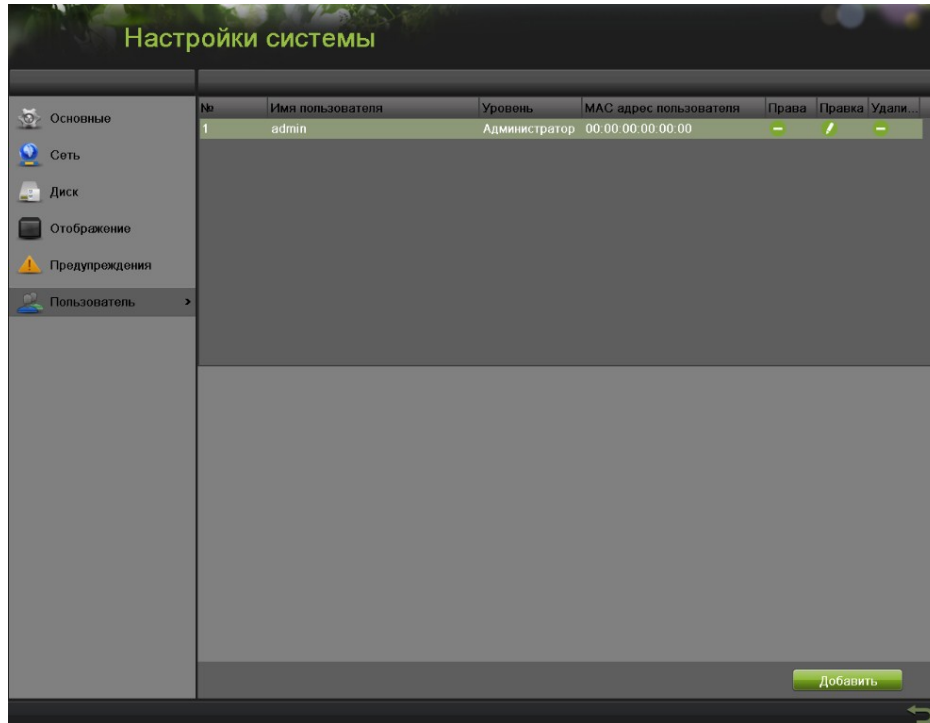 Настройки системы
№ Имя пользователя Уровень MAC адрес пользователя Права Правка Удали...
1 admin Администратор 00:00:00:00:00:00
Основные
Сеть
Диск
Отображение
Предупреждения
Пользователь
Добавить